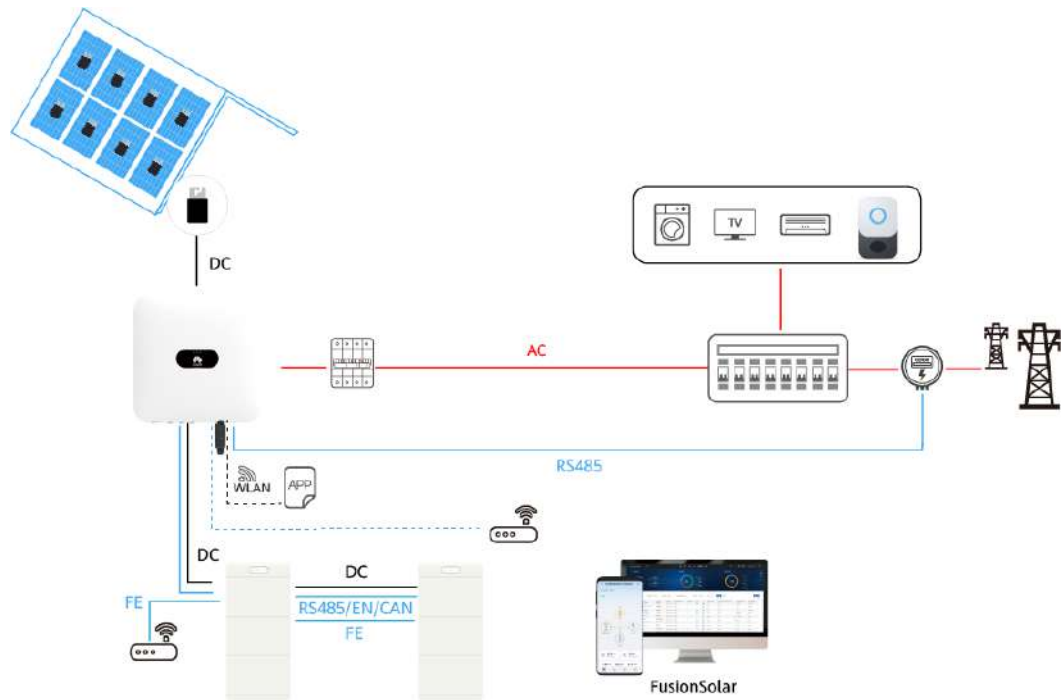 DC
TV
AC
RS485
WLAN
APP
DC
DC
RS485/EN/CAN
FE
FE
FusionSolar